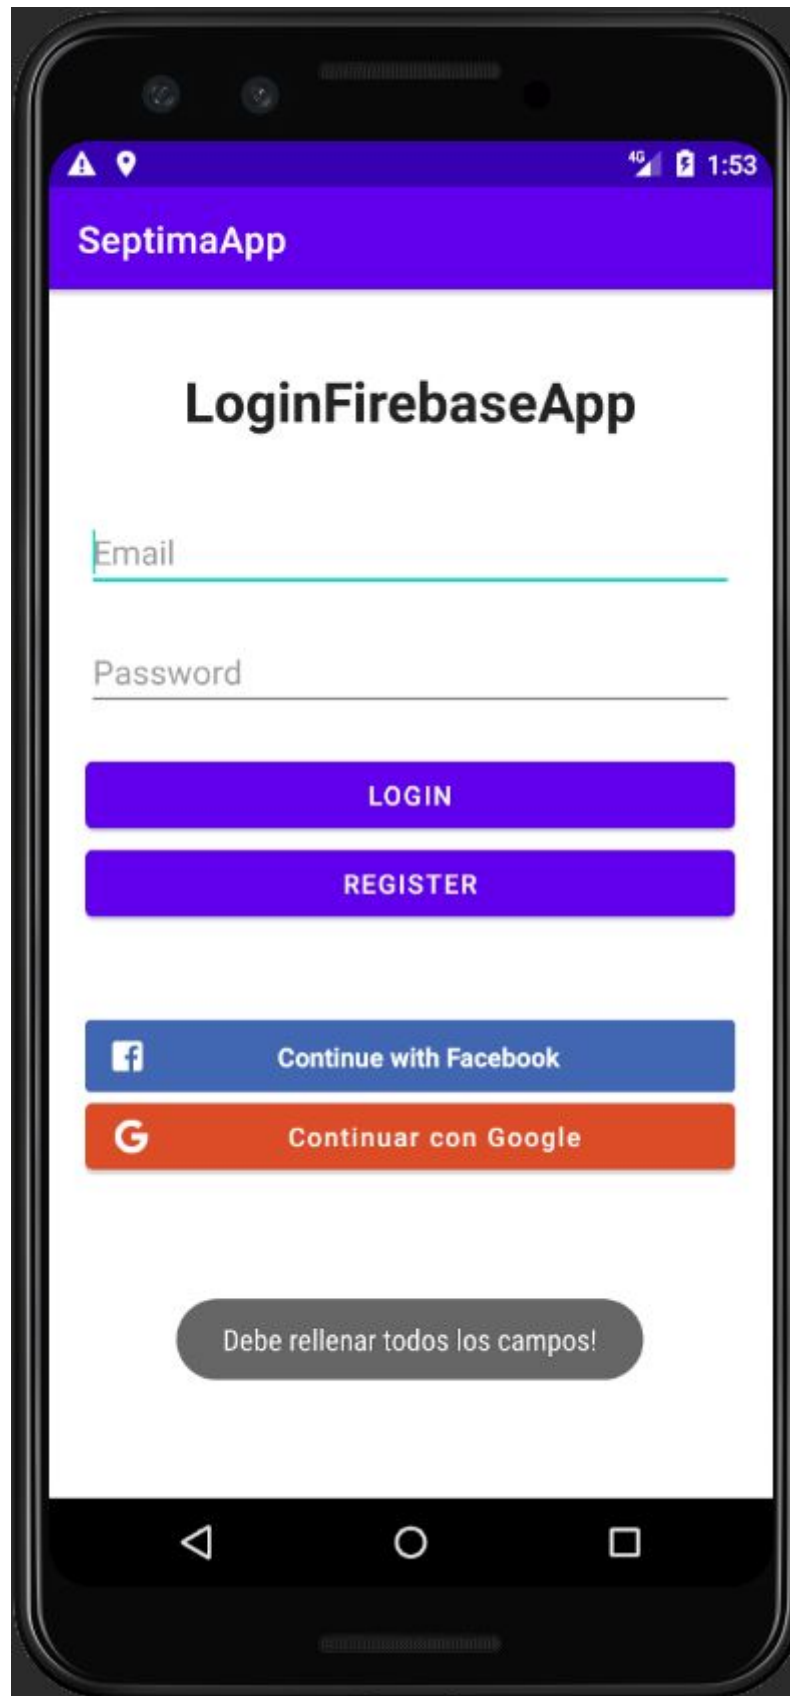 4G 1:53
SeptimaApp
LoginFirebaseApp
Email
Password
LOGIN
REGISTER
Continue with Facebook
G Continuar con Google
Debe rellenar todos los campos!